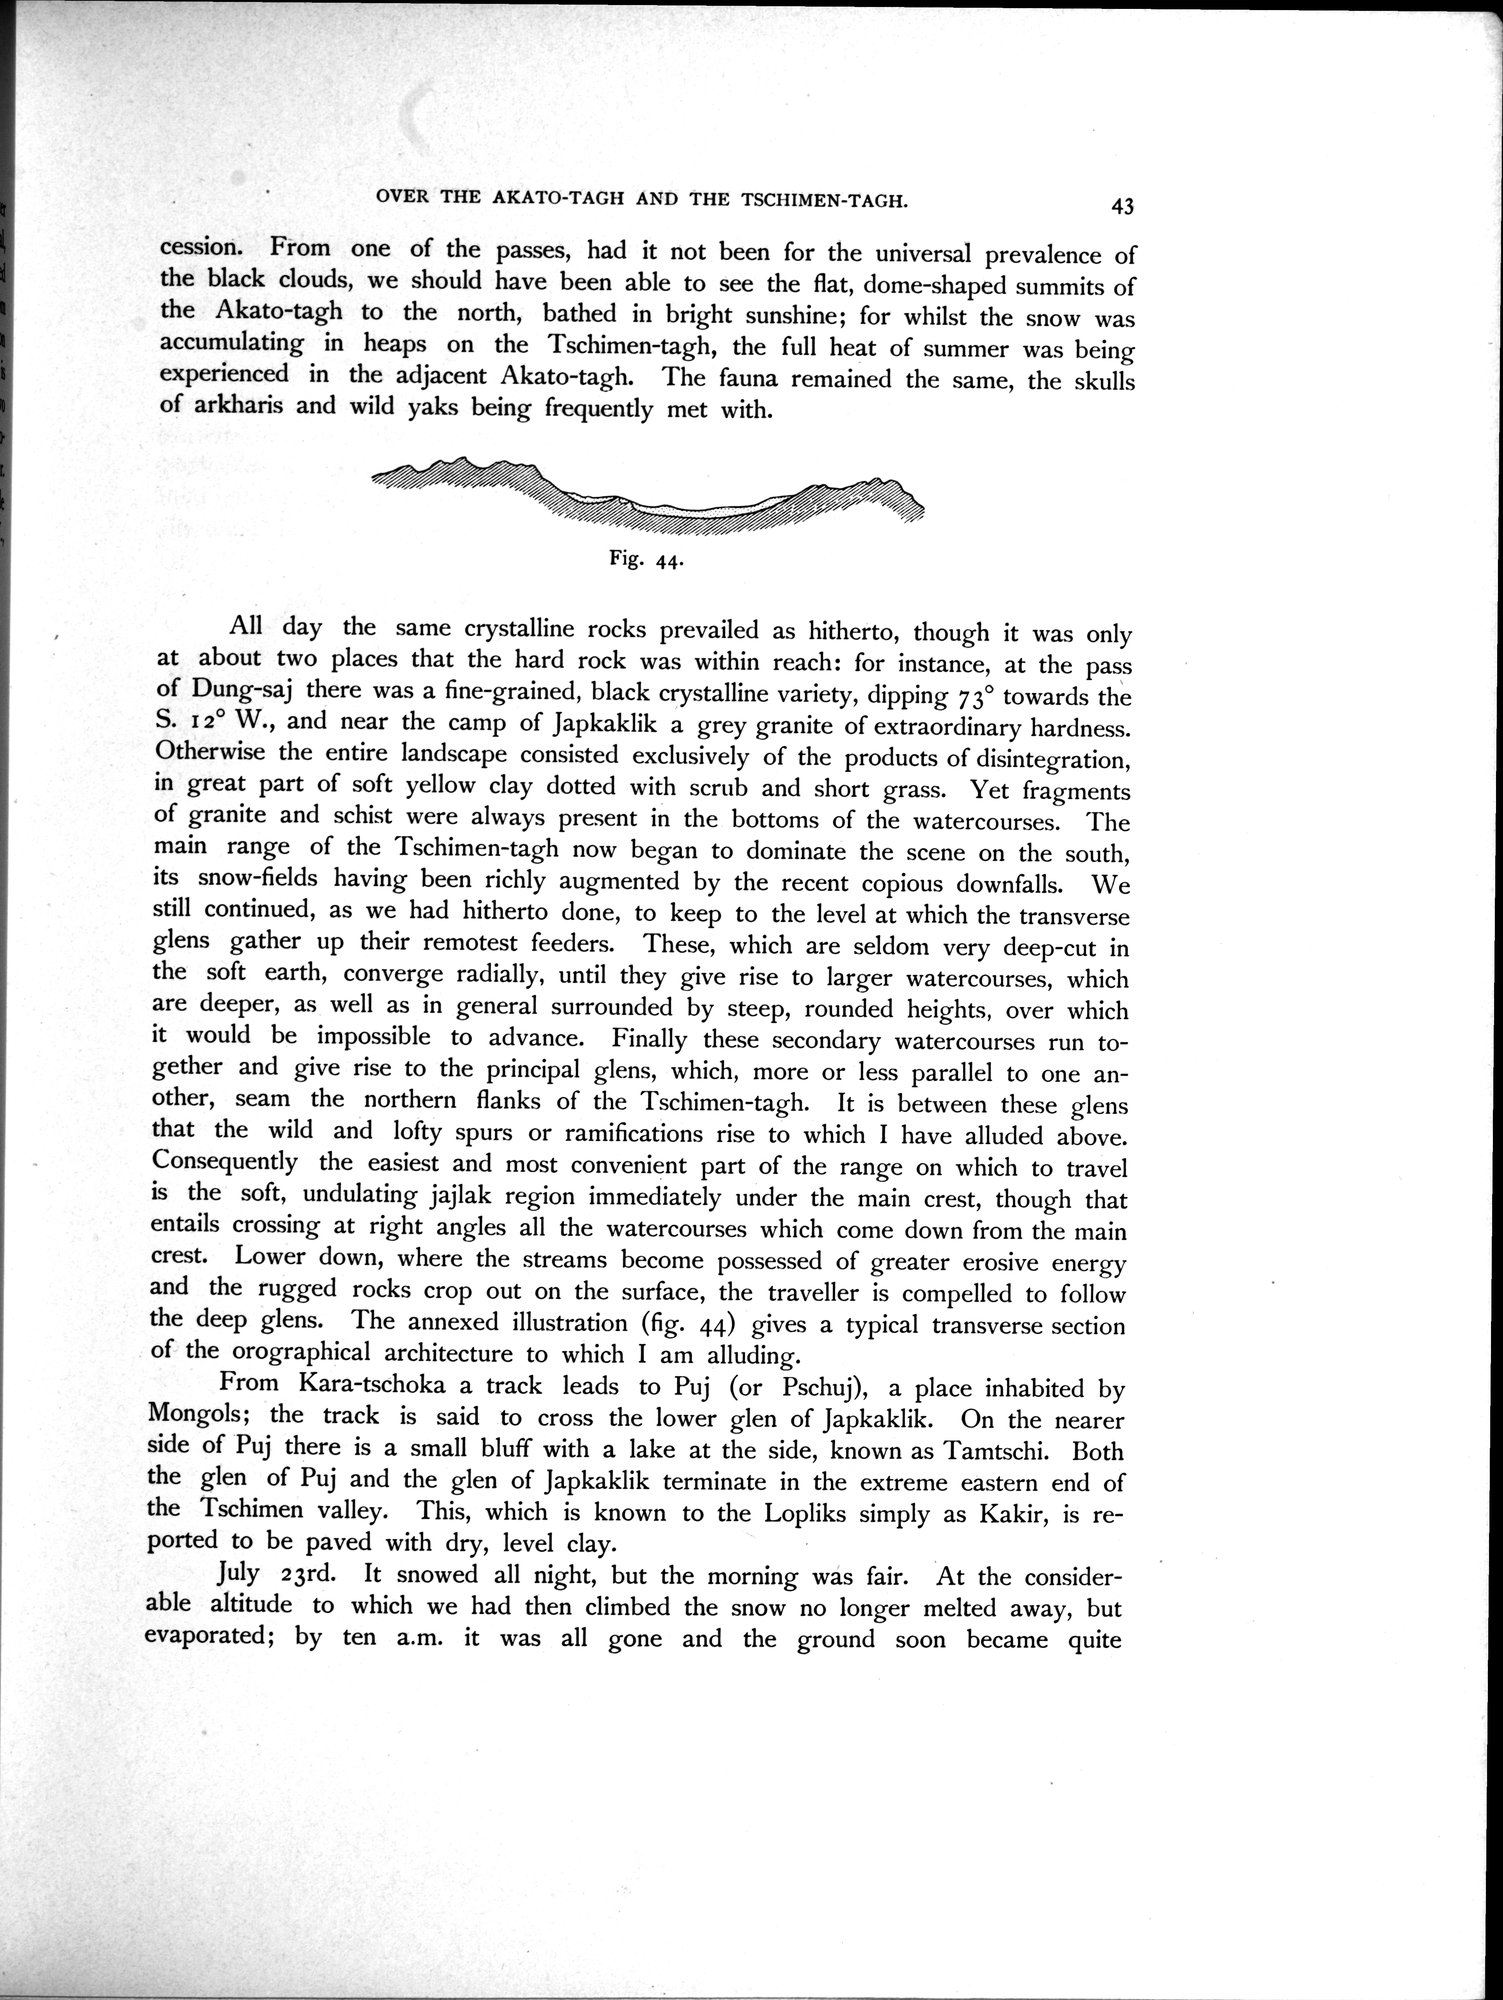 OVER THE AKATO-TAGH AND THE TSCHIMEN-TAGH. 43
cession. From one of the passes, had it not been for the universal prevalence of
the black clouds, we should have been able to see the flat, dome-shaped summits of
the Akato-tagh to the north, bathed in bright sunshine; for whilst the snow was
accumulating in heaps on the Tschimen-tagh, the full heat of summer was being
experienced in the adjacent Akato-tagh. The fauna remained the same, the skulls
of arkharis and wild yaks being frequently met with.
Fig. 44.
All day the same crystalline rocks prevailed as hitherto, though it was only
at about two places that the hard rock was within reach: for instance, at the pass
of Dung-saj there was a fine-grained, black crystalline variety, dipping 73° towards the
S. 12° W., and near the camp of Japkaklik a grey granite of extraordinary hardness.
Otherwise the entire landscape consisted exclusively of the products of disintegration,
in great part of soft yellow clay dotted with scrub and short grass. Yet fragments
of granite and schist were always present in the bottoms of the watercourses. The
main range of the Tschimen-tagh now began to dominate the scene on the south,
its snow-fields having been richly augmented by the recent copious downfalls. We
still continued, as we had hitherto done, to keep to the level at which the transverse
glens gather up their remotest feeders. These, which are seldom very deep-cut in
the soft earth, converge radially, until they give rise to larger watercourses, which
are deeper, as well as in general surrounded by steep, rounded heights, over which
it would be impossible to advance. Finally these secondary watercourses run to-
gether and give rise to the principal glens, which, more or less parallel to one an-
other, seam the northern flanks of the Tschimen-tagh. It is between these glens
that the wild and lofty spurs or ramifications rise to which I have alluded above.
Consequently the easiest and most convenient part of the range on which to travel
is the soft, undulating jajlak region immediately under the main crest, though that
entails crossing at right angles all the watercourses which come down from the main
crest. Lower down, where the streams become possessed of greater erosive energy
and the rugged rocks crop out on the surface, the traveller is compelled to follow
the deep glens. The annexed illustration (fig. 44) gives a typical transverse section
of the orographical architecture to which I am alluding.
From Kara-tschoka a track leads to Puj (or Pschuj), a place inhabited by
Mongols; the track is said to cross the lower glen of Japkaklik. On the nearer
side of Puj there is a small bluff with a lake at the side, known as Tamtschi. Both
the glen of Puj and the glen of Japkaklik terminate in the extreme eastern end of
the Tschimen valley. This, which is known to the Lopliks simply as Kakir, is re-
ported to be paved with dry, level clay.
July 23rd. It snowed all night, but the morning was fair. At the consider-
able altitude to which we had then climbed the snow no longer melted away, but
evaporated; by ten a.m. it was all gone and the ground soon became quite